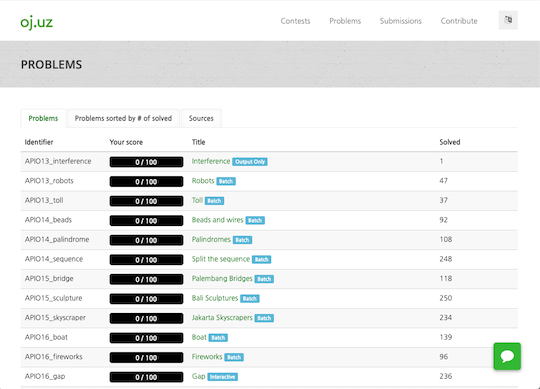 oj.uz Contests Problems Submissions Contribute
PROBLEMS
Problems Problems sorted by # of solved Sources
Identifier Your score Title Solved
APIO13_interference 0 / 100 Interference Output Only 1
APIO13_robots 0 / 100 Robots Batch 47
APIO13_toll 0 / 100 Toll Batch 37
APIO14_beads 0 / 100 Beads and wires Batch 92
APIO14_palindrome 0 / 100 Palindromes Batch 108
APIO14_sequence 0 / 100 Split the sequence Batch 248
APIO15_bridge 0 / 100 Palembang Bridges Batch 118
APIO15_sculpture 0 / 100 Bali Sculptures Batch 250
APIO15_skyscraper 0 / 100 Jakarta Skyscrapers Batch 234
APIO16_boat 0 / 100 Boat Batch 139
APIO16_fireworks 0 / 100 Fireworks Batch 96
APIO16_gap 0 / 100 Gap Interactive 236